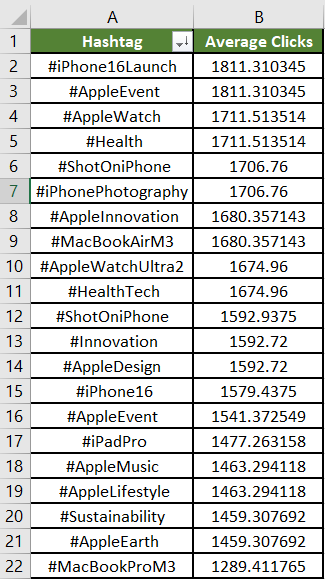 A B
1 Hashtag Average Clicks
2 #iPhone16Launch 1811.310345
3 #AppleEvent 1811.310345
4 #AppleWatch 1711.513514
5 #Health 1711.513514
6 #ShotOniPhone 1706.76
7 #iPhonePhotography 1706.76
8 #AppleInnovation 1680.357143
9 #MacBookAirM3 1680.357143
10 #AppleWatchUltra2 1674.96
11 #HealthTech 1674.96
12 #ShotOniPhone 1592.9375
13 #Innovation 1592.72
14 #AppleDesign 1592.72
15 #iPhone16 1579.4375
16 #AppleEvent 1541.372549
17 #iPadPro 1477.263158
18 #AppleMusic 1463.294118
19 #AppleLifestyle 1463.294118
20 #Sustainability 1459.307692
21 #AppleEarth 1459.307692
22 #MacBookProM3 1289.411765